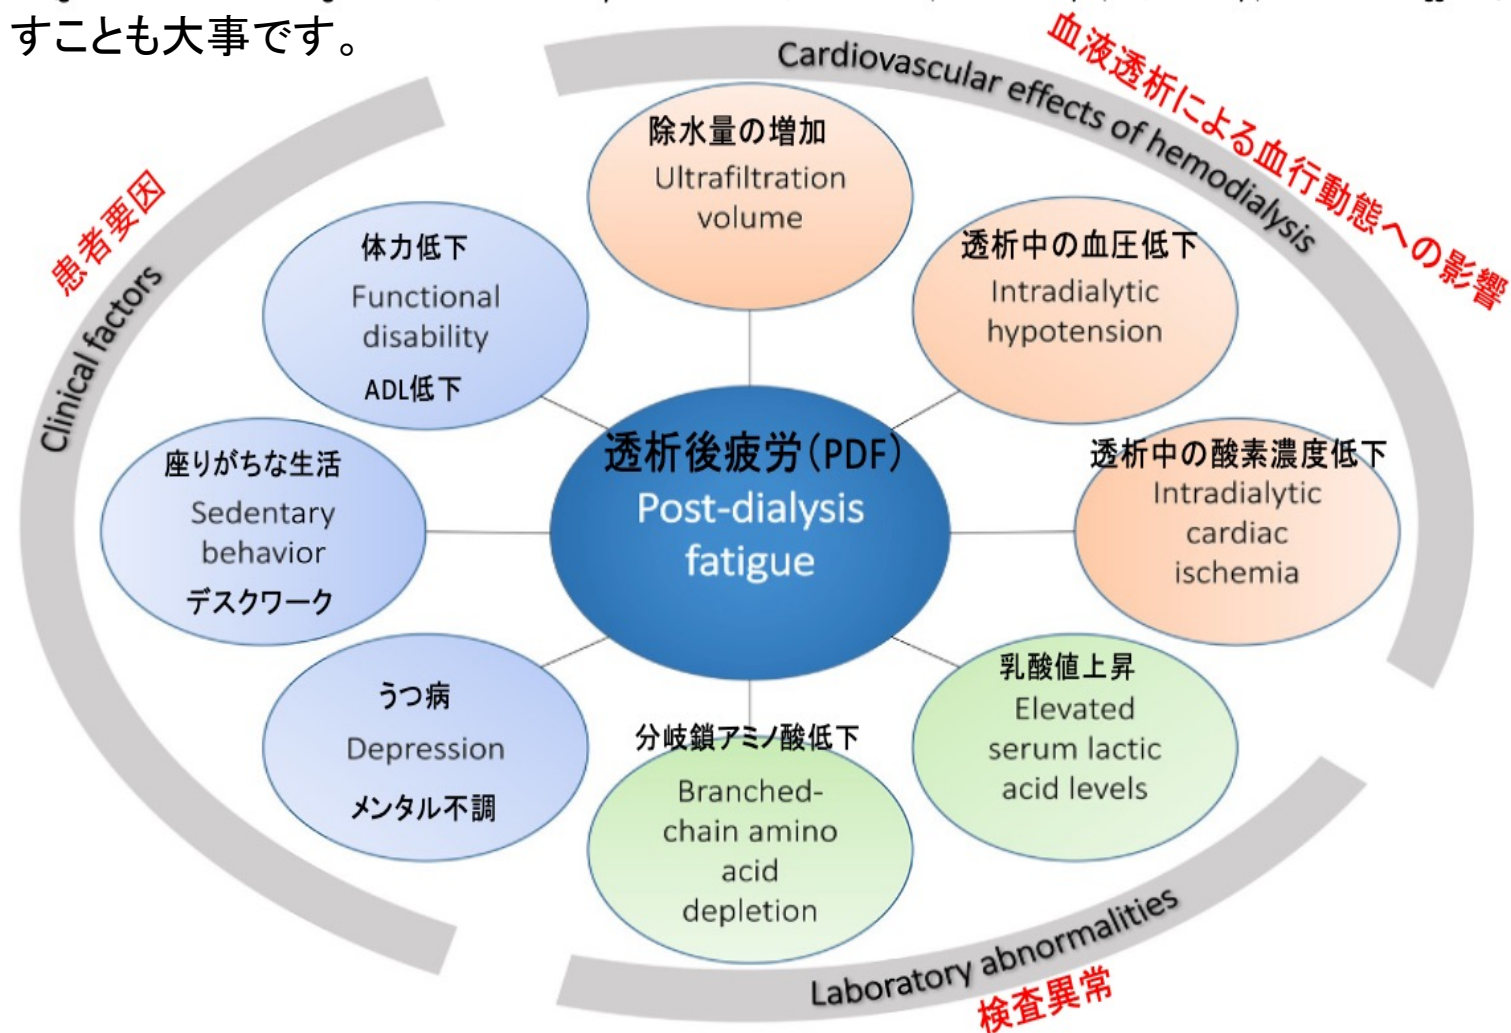 すことも大事です。
Cardiovascular effects of hemodialysis
血液透析による血行動態への影響
患者要因
Clinical factors
除水量の増加
Ultrafiltration
volume
透析中の血圧低下
Intradialytic
hypotension
体力低下
Functional
disability
ADL低下
透析後疲労(PDF)
Post-dialysis
fatigue
透析中の酸素濃度低下
Intradialytic
cardiac
ischemia
座りがちな生活
Sedentary
behavior
デスクワーク
乳酸値上昇
Elevated
serum lactic
acid levels
うつ病
Depression
メンタル不調
分岐鎖アミノ酸低下
Branched-
chain amino
acid
depletion
Laboratory abnormalities
検査異常